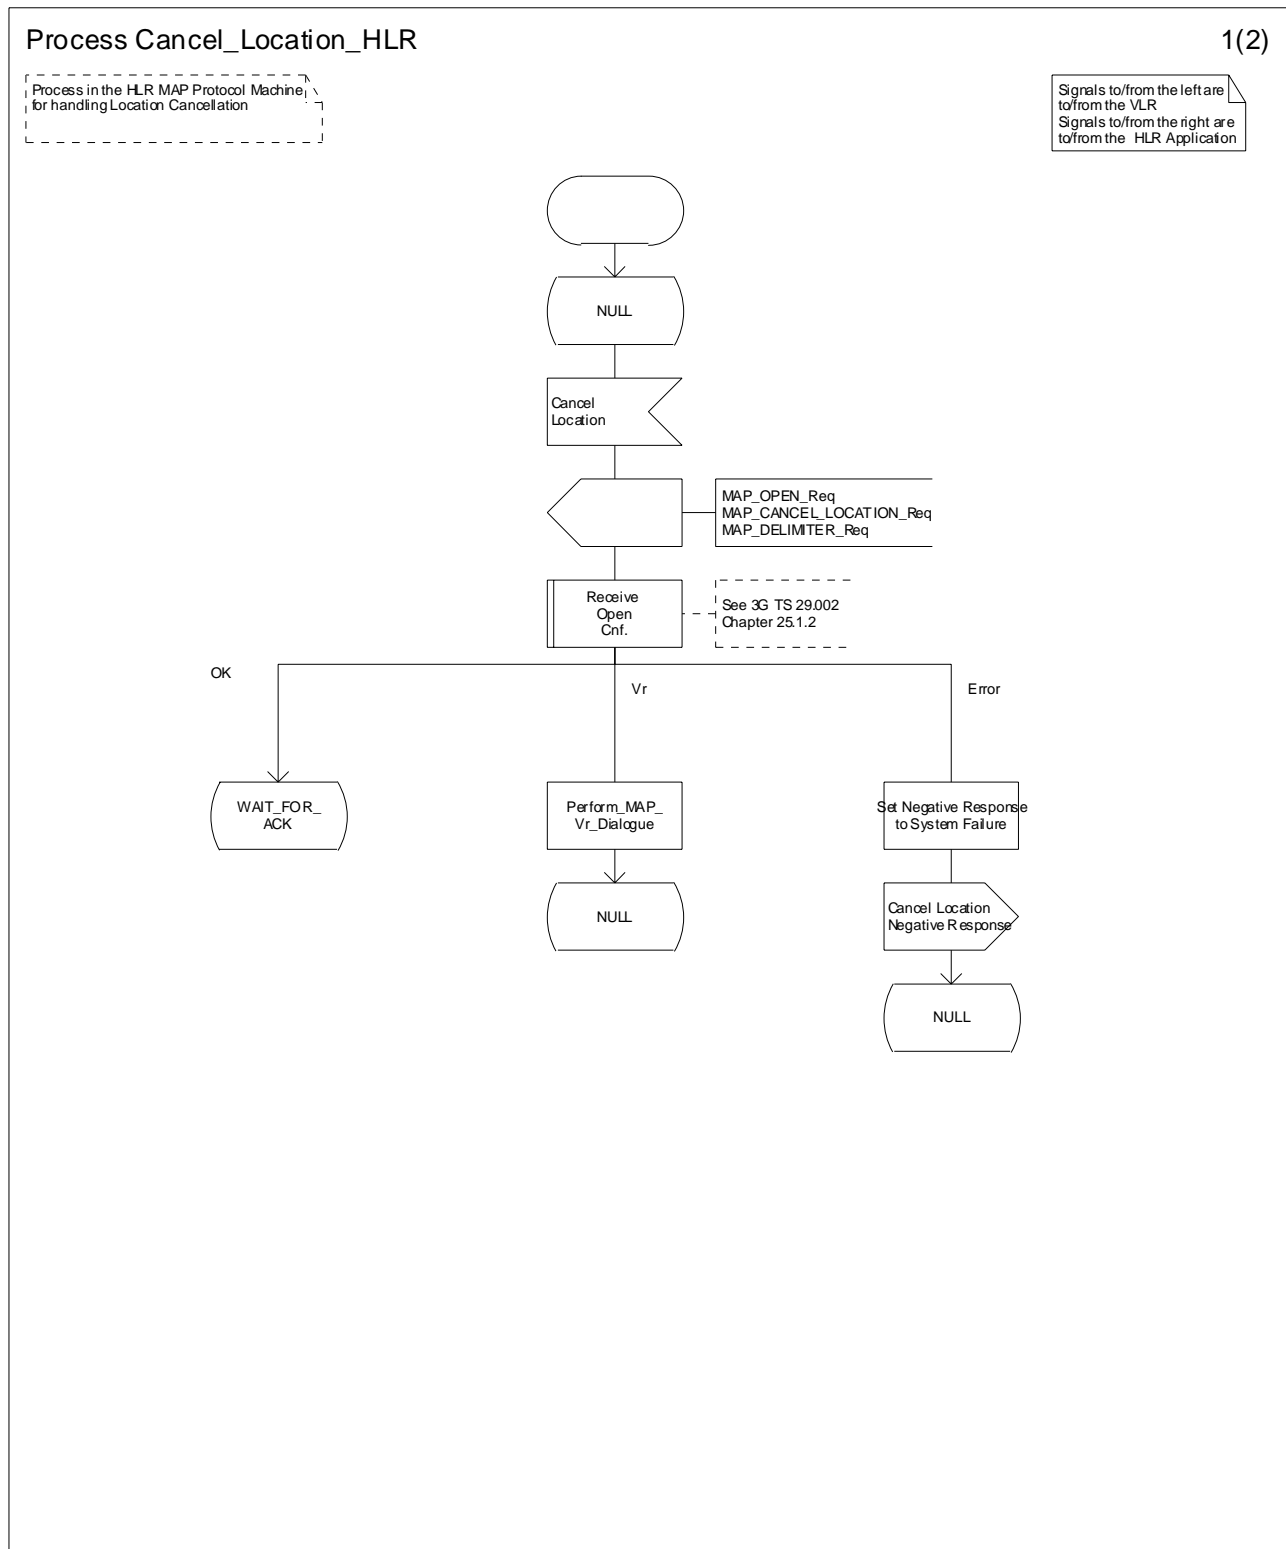 Process Cancel_Location_HLR
1(2)
Process in the HLR MAP Protocol Machine
for handling Location Cancellation
Signals to/from the left are
to/from the VLR
Signals to/from the right are
to/from the HLR Application
NULL
Cancel
Location
MAP_OPEN_Req
MAP_CANCEL_LOCATION_Req
MAP_DELIMITER_Req
Receive
Open
Cnf.
See 3G TS 29.002
Chapter 25.1.2
OK
Vr
Error
WAIT_FOR_
ACK
Perform_MAP_
Vr_Dialogue
Set Negative Response
to System Failure
NULL
Cancel Location
Negative Response
NULL